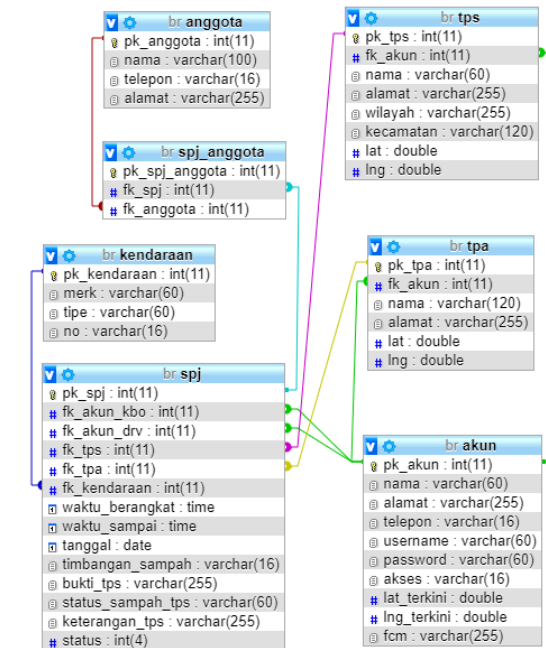 br anggota
pk_anggota : int(11)
nama : varchar(100)
telepon : varchar(16)
alamat : varchar(255)
br spj_anggota
pk_spj_anggota : int(11)
fk_spj : int(11)
fk_anggota : int(11)
br kendaraan
pk_kendaraan : int(11)
merk : varchar(60)
tipe : varchar(60)
no : varchar(16)
br spj
pk_spj : int(11)
fk_akun_kbo : int(11)
fk_akun_drv : int(11)
fk_tps : int(11)
fk_tpa : int(11)
fk_kendaraan : int(11)
waktu_berangkat : time
waktu_sampai : time
tanggal : date
timbangan_sampah : varchar(16)
bukti_tps : varchar(255)
status_sampah_tps : varchar(60)
keterangan_tps : varchar(255)
status : int(4)
br tps
pk_tps : int(11)
fk_akun : int(11)
nama : varchar(60)
alamat : varchar(255)
wilayah : varchar(255)
kecamatan : varchar(120)
lat : double
lng : double
br tpa
pk_tpa : int(11)
fk_akun : int(11)
nama : varchar(120)
alamat : varchar(255)
lat : double
lng : double
br akun
pk_akun : int(11)
nama : varchar(60)
alamat : varchar(255)
telepon : varchar(16)
username : varchar(60)
password : varchar(60)
akses : varchar(16)
lat_terkini : double
lng_terkini : double
fcm : varchar(255)